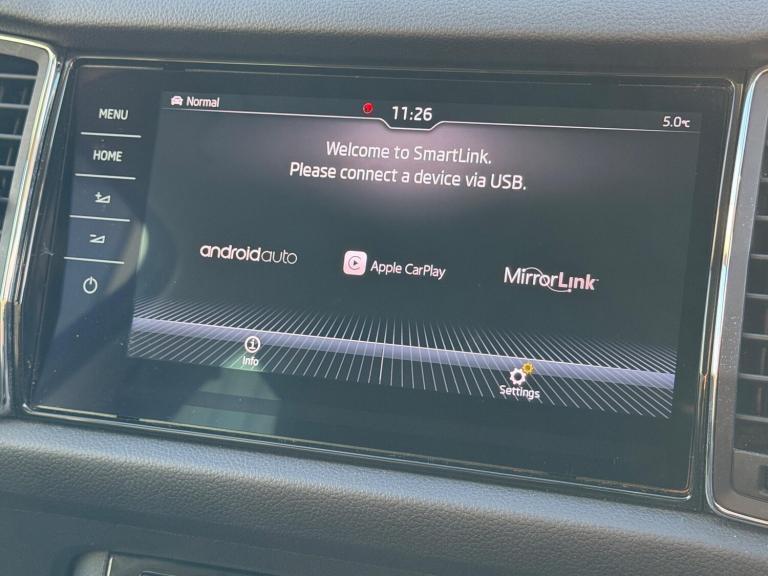 MENU
HOME
Normal
11:26
5.0°C
Welcome to SmartLink.
Please connect a device via USB.
androidauto
Apple CarPlay
MirrorLink™
Info
Settings